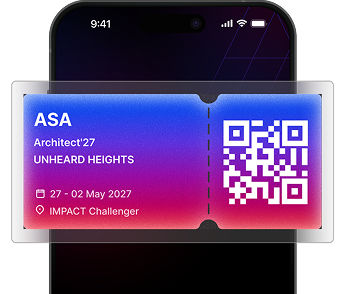 9:41
ASA
Architect'27
UNHEARD HEIGHTS
27 - 02 May 2027
IMPACT Challenger